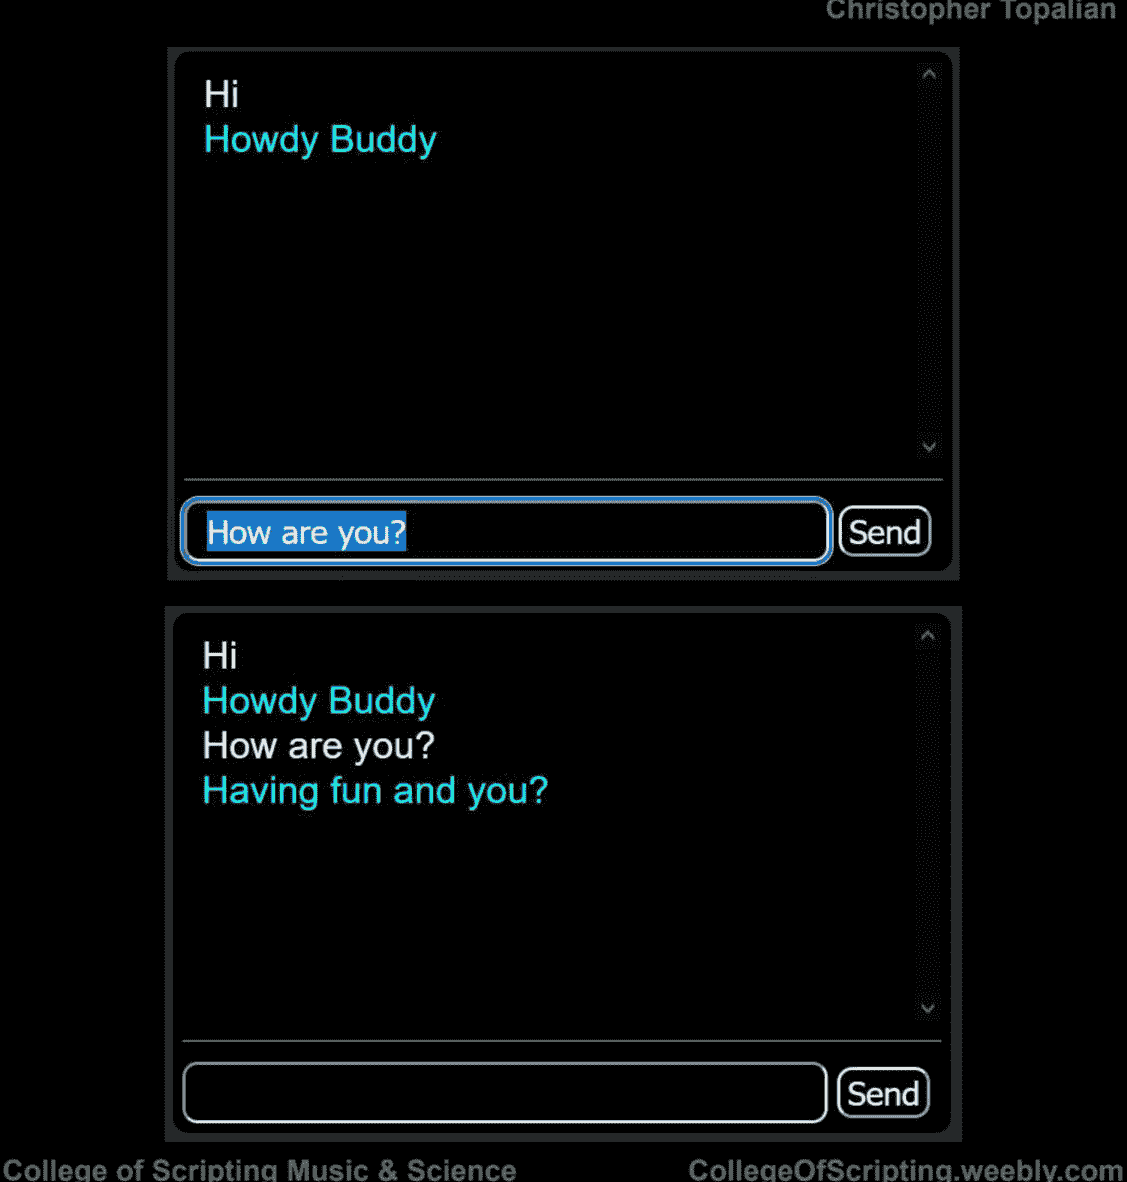 Christopher Topalian
Hi
Howdy Buddy
How are you?
Send
Hi
Howdy Buddy
How are you?
Having fun and you?
Send
College of Scripting Music & Science
CollegeOfScripting.weebly.com